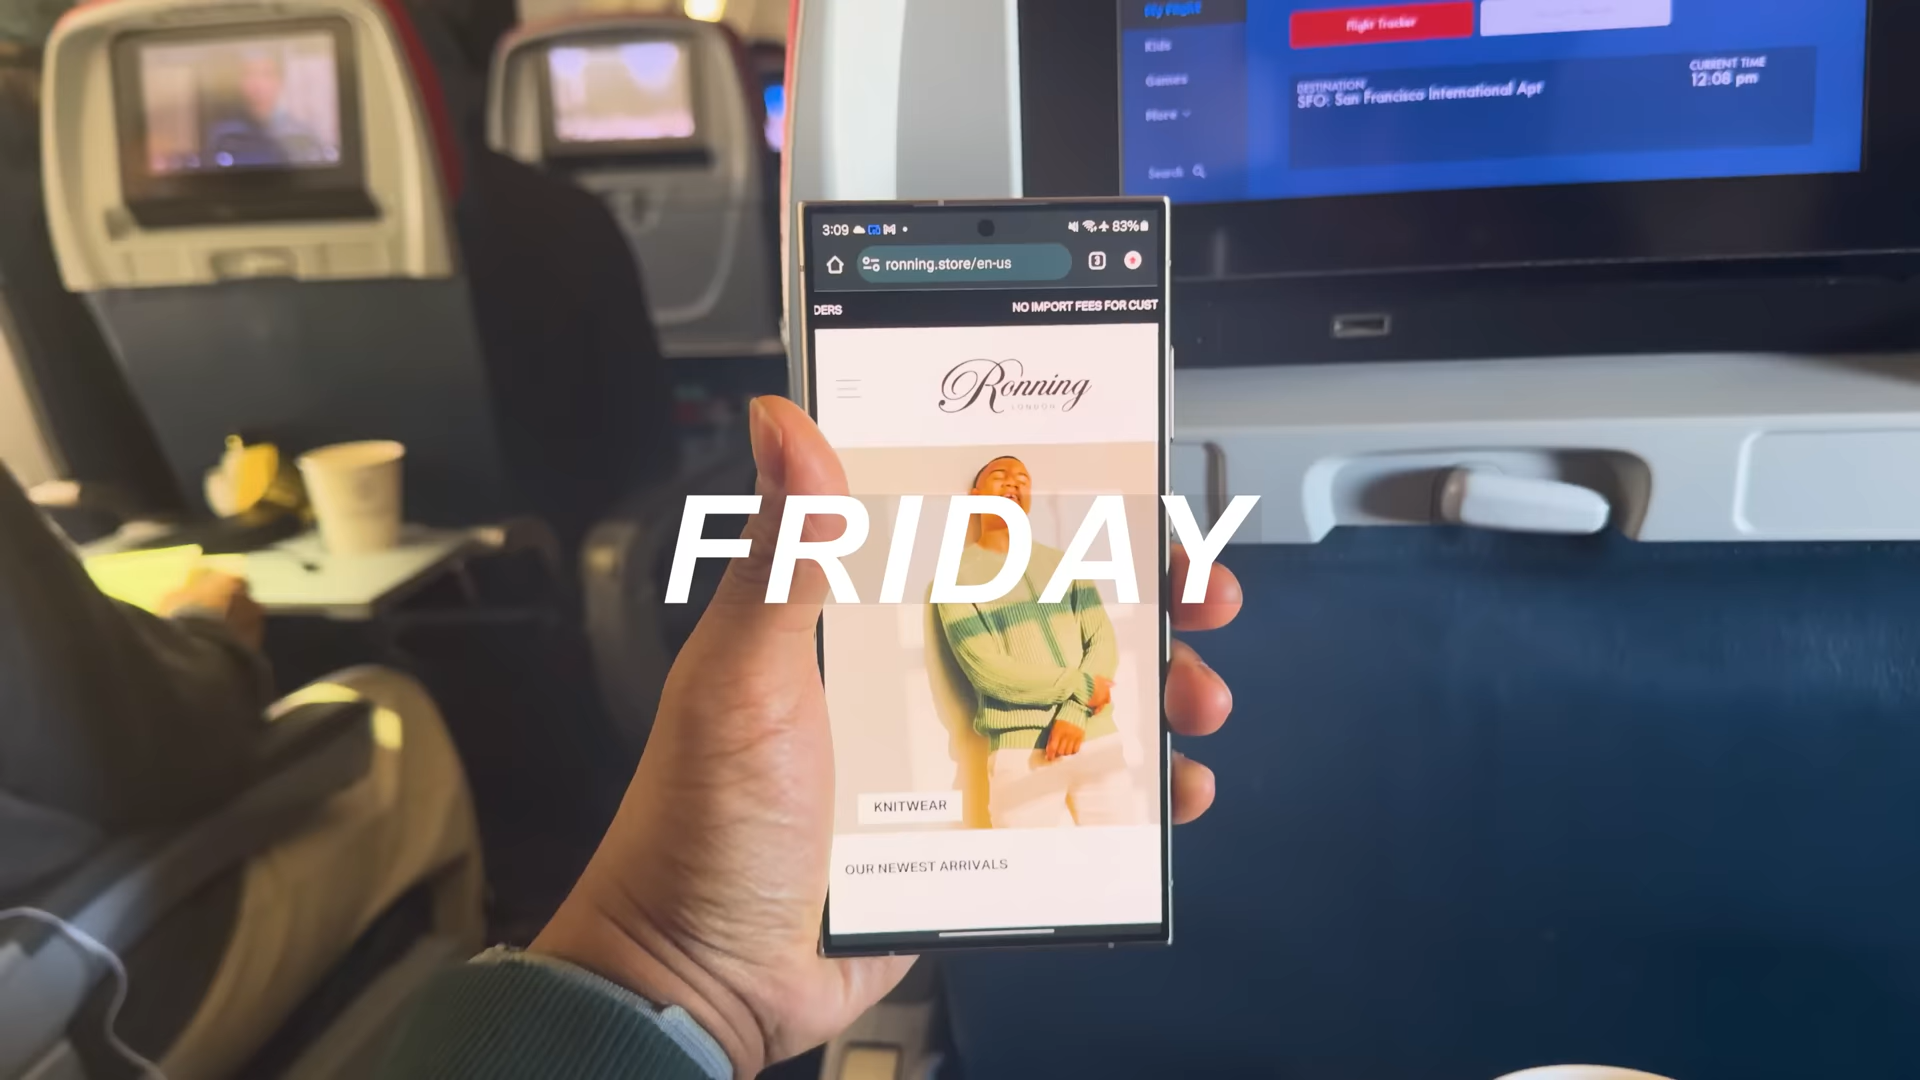 My Flight
Flight Tracker
Kids
Games
More
Search
DESTINATION
SFO: San Francisco International Apt
CURRENT TIME
12:08 pm
3:09
83%
ronning.store/en-us
3
DERS
NO IMPORT FEES FOR CUST
Ronning
LONDON
FRIDAY
KNITWEAR
OUR NEWEST ARRIVALS